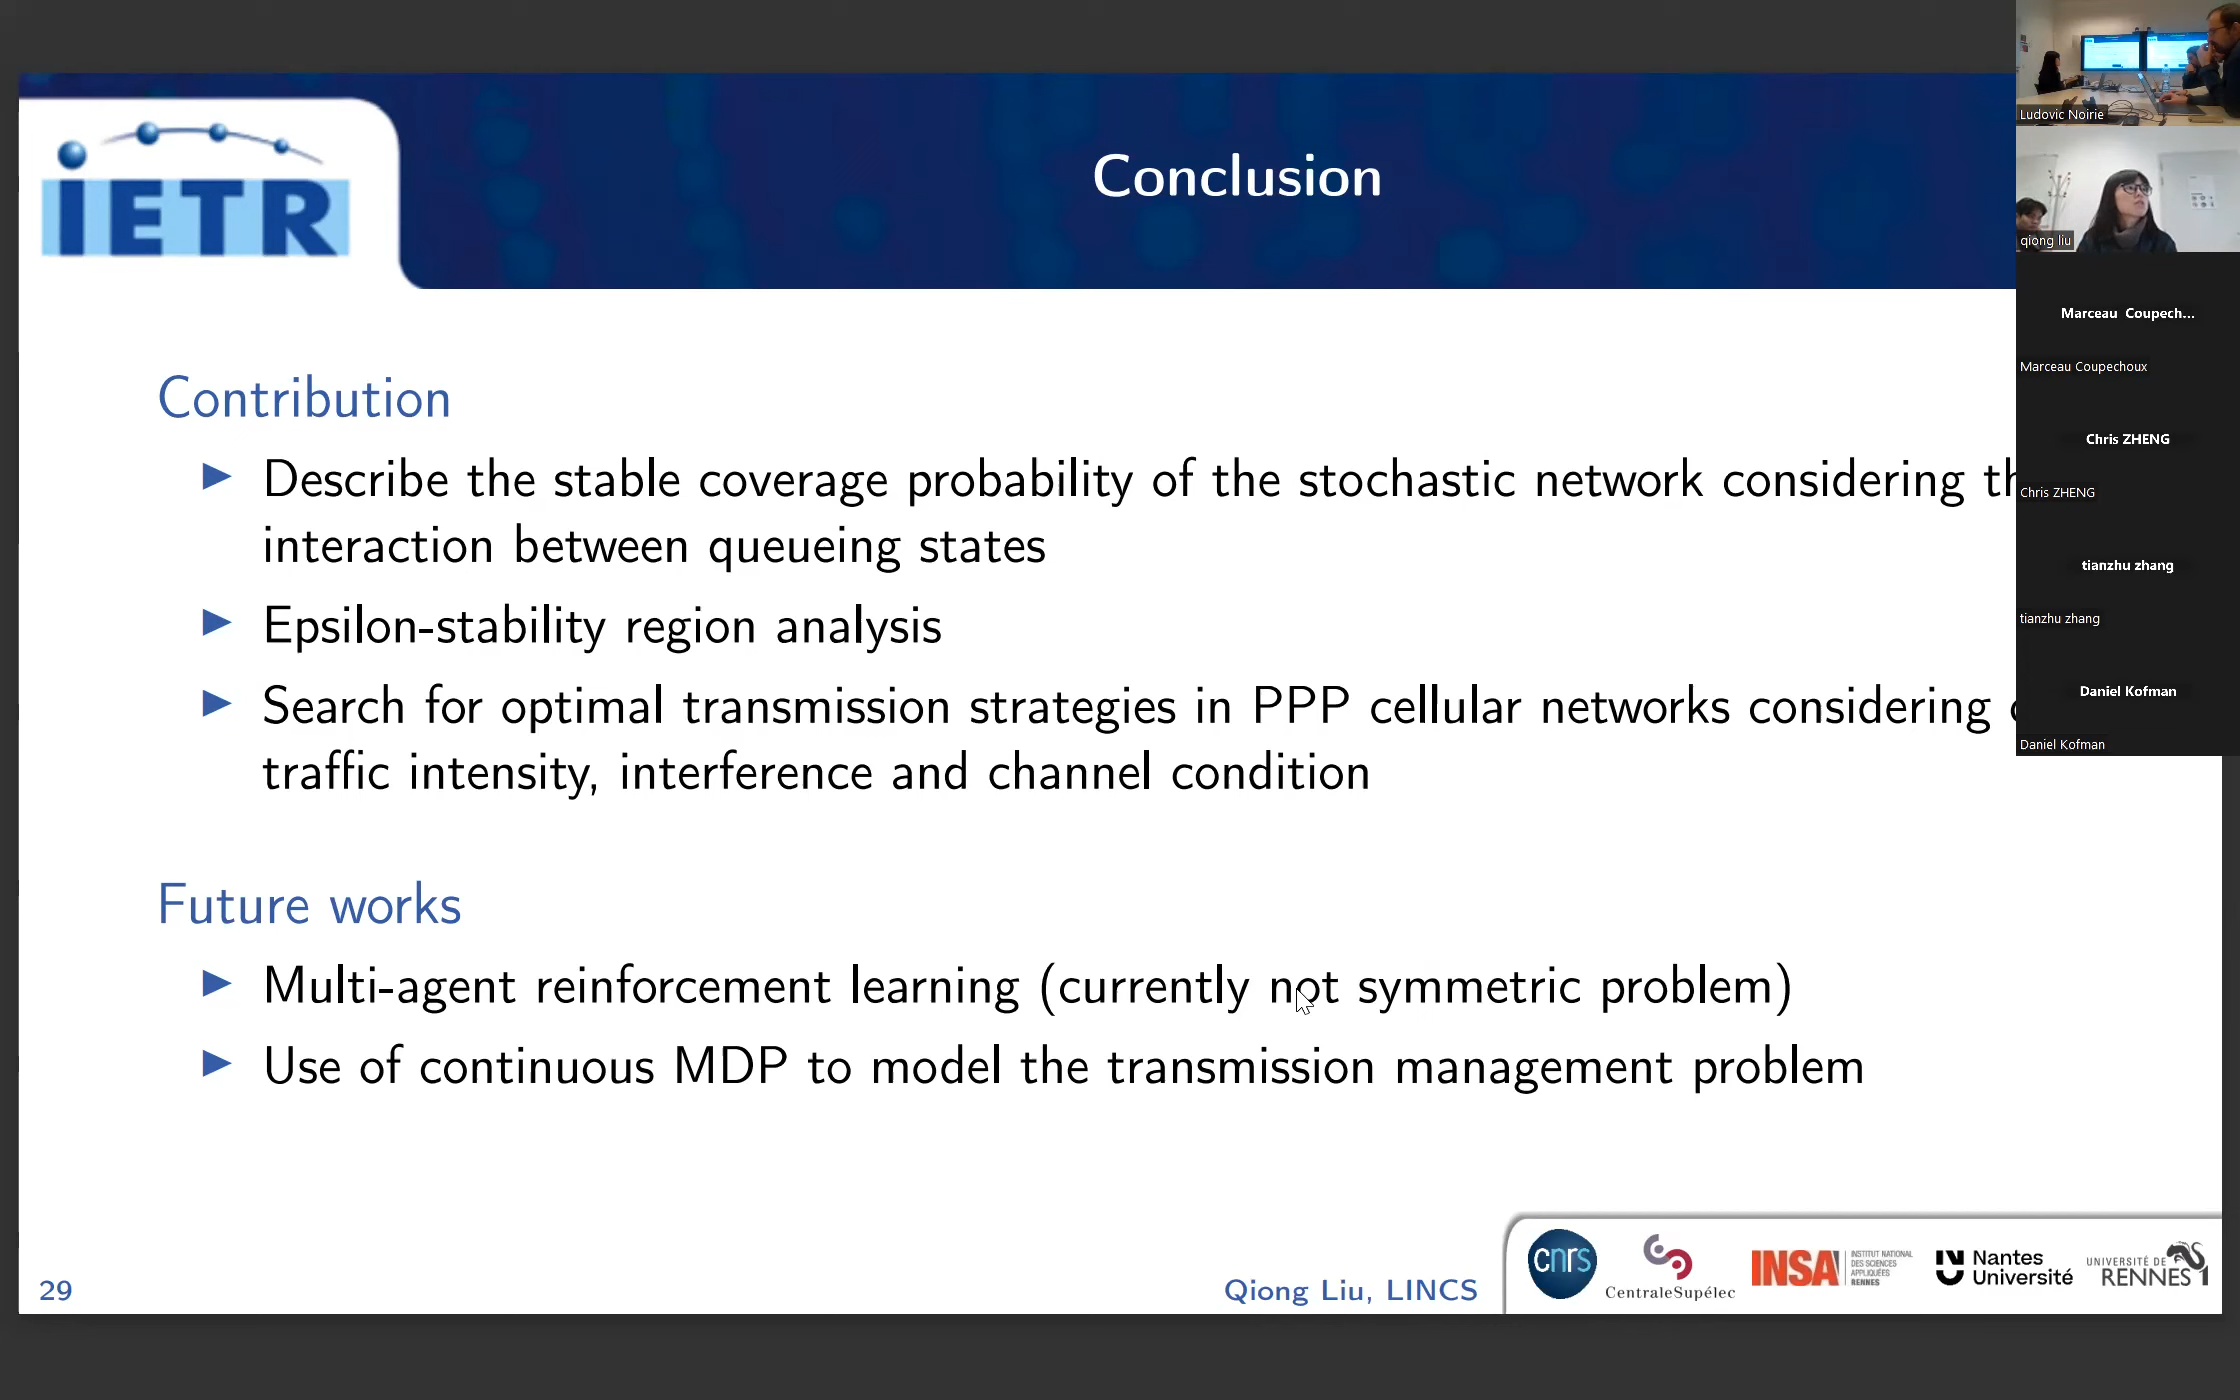 iETR
Conclusion
Contribution
Describe the stable coverage probability of the stochastic network considering
interaction between queueing states
Epsilon-stability region analysis
Search for optimal transmission strategies in PPP cellular networks considering
traffic intensity, interference and channel condition
Future works
Multi-agent reinforcement learning (currently not symmetric problem)
Use of continuous MDP to model the transmission management problem
29
Qiong Liu, LINCS
cnrs
CentraleSupélec
INSA
INSTITUT NATIONAL
DES SCIENCES
APPLIQUÉES
RENNES
Nantes
Université
UNIVERSITÉ DE
RENNES 1
Ludovic Noirie
qiong liu
Marceau Coupech...
Marceau Coupechoux
Chris ZHENG
Chris ZHENG
tianzhu zhang
tianzhu zhang
Daniel Kofman
Daniel Kofman